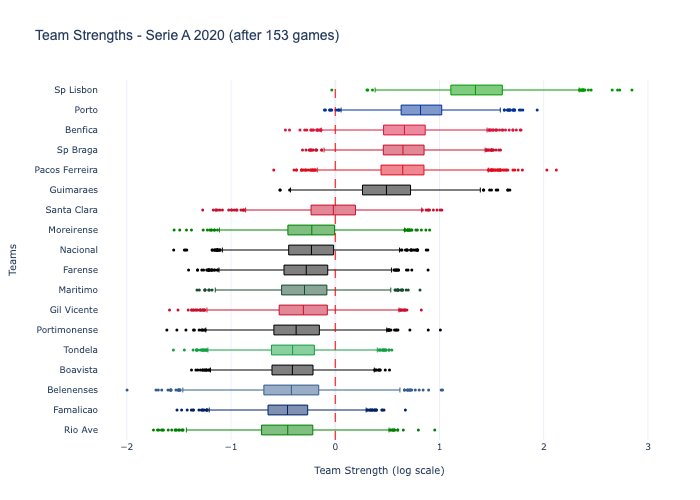 Team Strengths - Serie A 2020 (after 153 games)
Sp Lisbon
Porto
Benfica
Sp Braga
Pacos Ferreira
Guimaraes
Santa Clara
Moreirense
Nacional
Farense
Maritimo
Gil Vicente
Portimonense
Tondela
Boavista
Belenenses
Famalicao
Rio Ave
Teams
−2 −1 0 1 2 3
Team Strength (log scale)